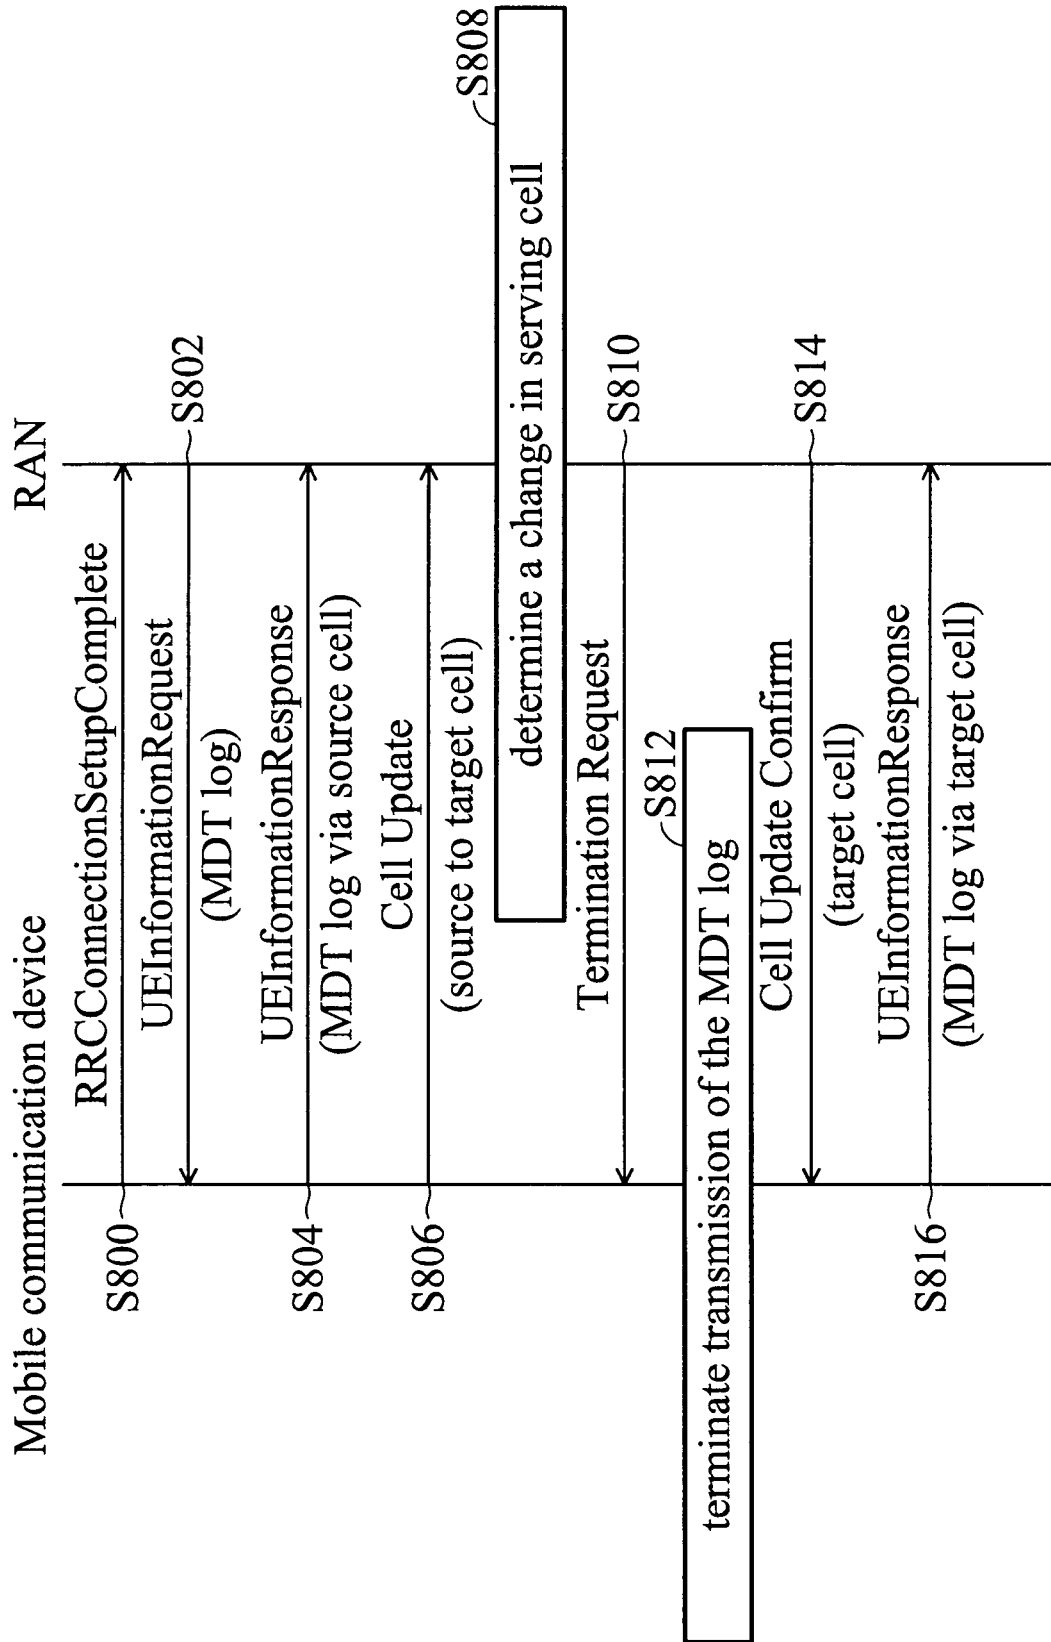 Mobile communication device
RAN
RRCConnectionSetupComplete
S800
UEInformationRequest
S802
(MDT log)
UEInformationResponse
S804
(MDT log via source cell)
Cell Update
S806
(source to target cell)
S808
determine a change in serving cell
Termination Request
S810
S812
terminate transmission of the MDT log
Cell Update Confirm
S814
(target cell)
UEInformationResponse
S816
(MDT log via target cell)